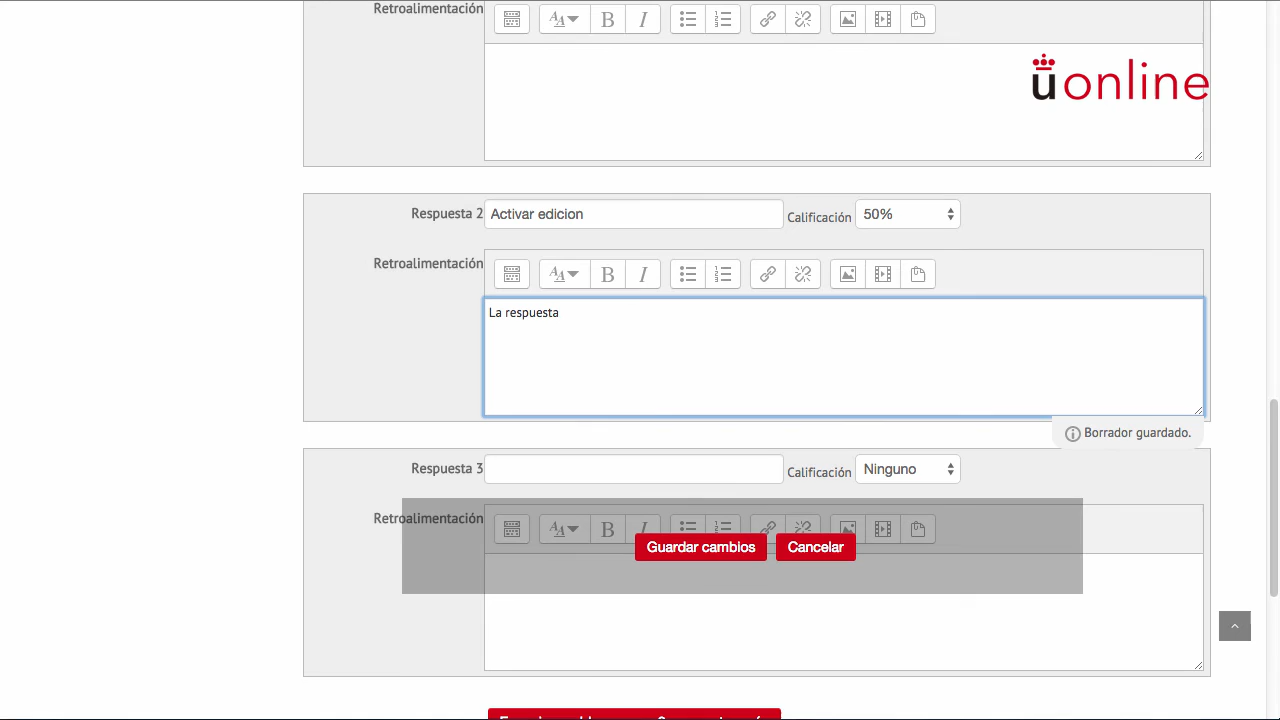 Retroalimentación
ū online
Respuesta 2 Activar edicion Calificación 50%
Retroalimentación
La respuesta
Borrador guardado.
Respuesta 3 Calificación Ninguno
Retroalimentación
Guardar cambios Cancelar